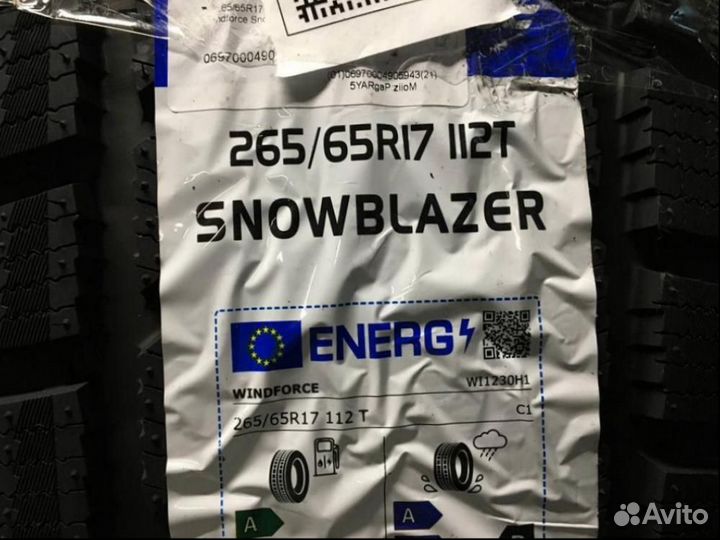 265/65R17
ndforce Sno
0697000490
(01)06970004905943(21)
5YARgaP ziioM
265/65R17 112T
SNOWBLAZER
ENERG
WINDFORCE WI1230H1
265/65R17 112 T C1
A A
Avito